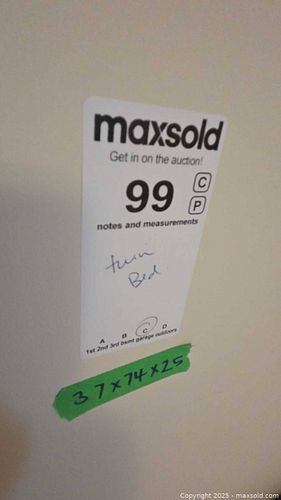 maxsold
Get in on the auction!
99
C
P
notes and measurements
twin
Bed
A B C D
1st 2nd 3rd bsmt garage outdoors
37x74x25
Copyright 2025 - maxsold.com